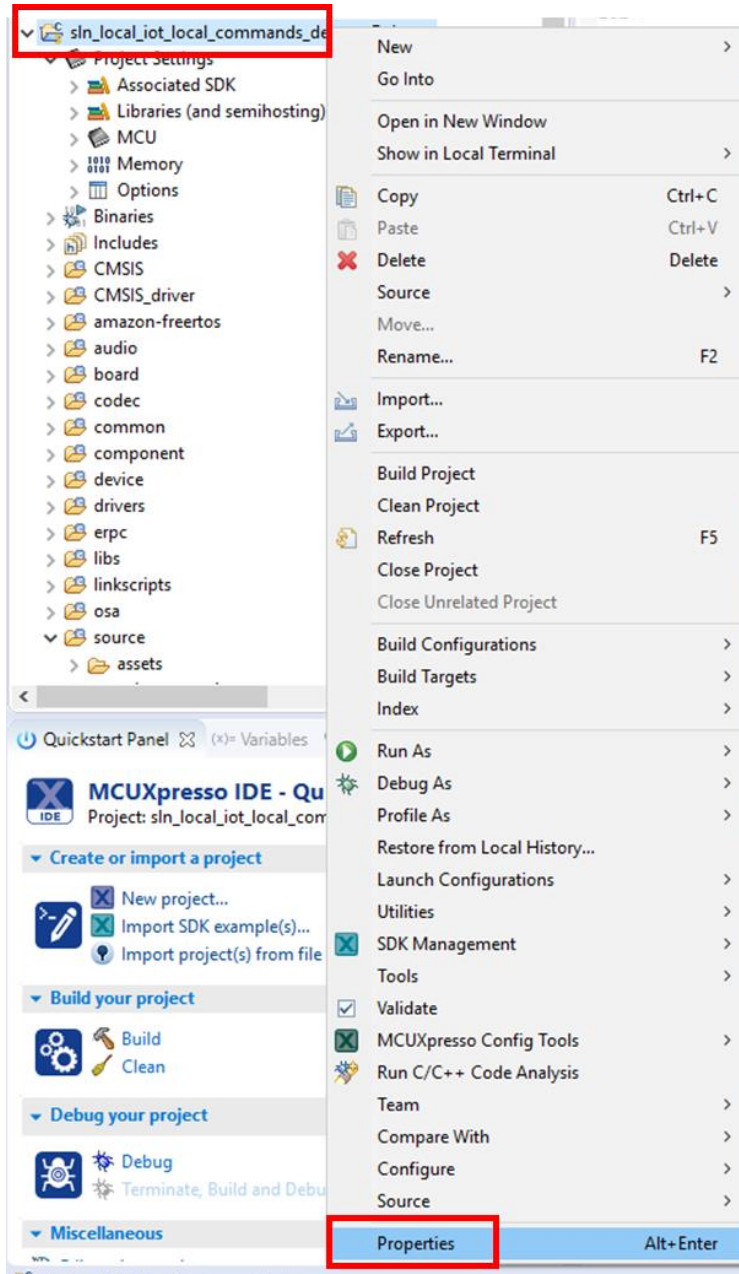 sln_local_iot_local_commands_de
Project Settings
Associated SDK
Libraries (and semihosting)
MCU
Memory
Options
Binaries
Includes
CMSIS
CMSIS_driver
amazon-freertos
audio
board
codec
common
component
device
drivers
erpc
libs
linkscripts
osa
source
assets
Quickstart Panel (x)= Variables
IDE
MCUXpresso IDE - Qu
Project: sln_local_iot_local_com
Create or import a project
New project...
Import SDK example(s)...
Import project(s) from file
Build your project
Build
Clean
Debug your project
Debug
Terminate, Build and Debu
Miscellaneous
New
Go Into
Open in New Window
Show in Local Terminal
Copy Ctrl+C
Paste Ctrl+V
Delete Delete
Source
Move...
Rename... F2
Import...
Export...
Build Project
Clean Project
Refresh F5
Close Project
Close Unrelated Project
Build Configurations
Build Targets
Index
Run As
Debug As
Profile As
Restore from Local History...
Launch Configurations
Utilities
SDK Management
Tools
Validate
MCUXpresso Config Tools
Run C/C++ Code Analysis
Team
Compare With
Configure
Source
Properties Alt+Enter